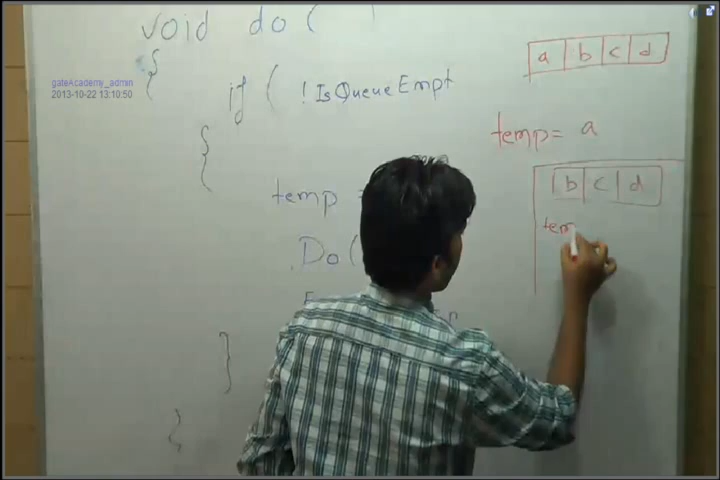 void do (
{
gateAcademy_admin
2013-10-22 13:10:50
if ( !IsQueueEmpt
{
temp =
Do (
}
a b c d
temp = a
b c d
tem